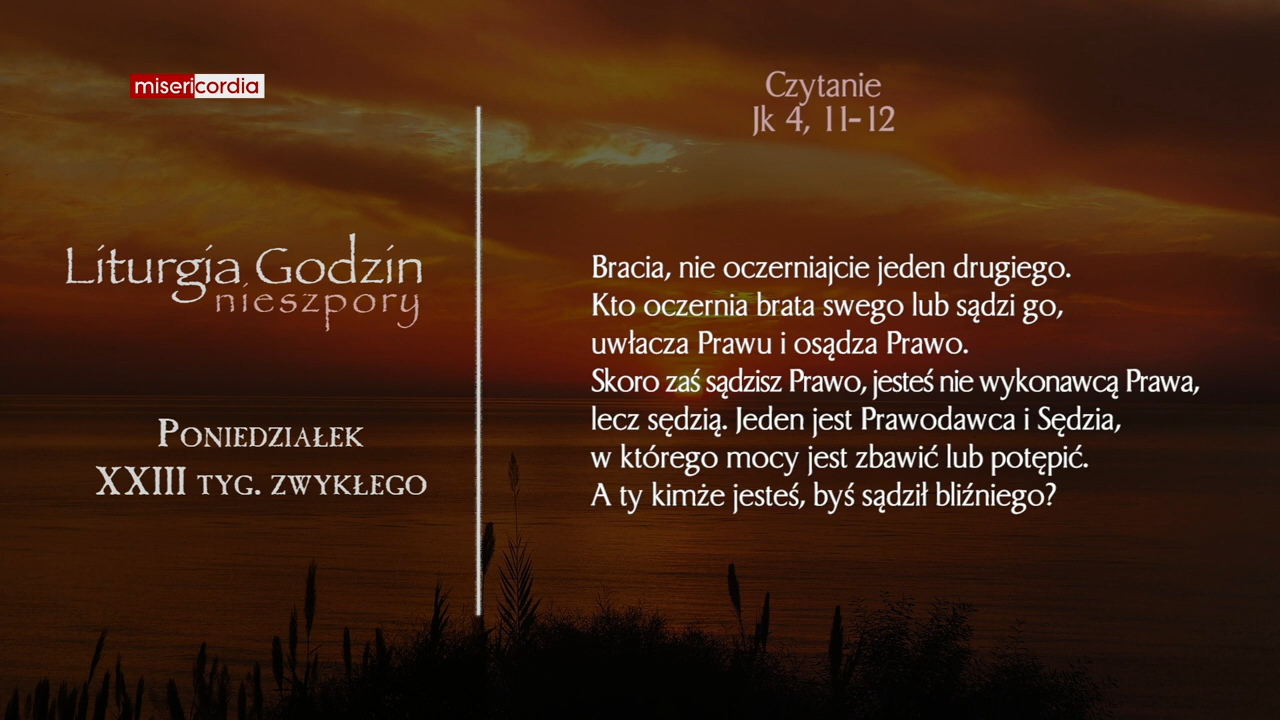 misericordia
Liturgia Godzin
nieszpory
Poniedziałek
XXIII tyg. zwykłego
Czytanie
Jk 4, 11-12
Bracia, nie oczerniajcie jeden drugiego.
Kto oczernia brata swego lub sądzi go,
uwłacza Prawu i osądza Prawo.
Skoro zaś sądzisz Prawo, jesteś nie wykonawcą Prawa,
lecz sędzią. Jeden jest Prawodawca i Sędzia,
w którego mocy jest zbawić lub potępić.
A ty kimże jesteś, byś sądził bliźniego?